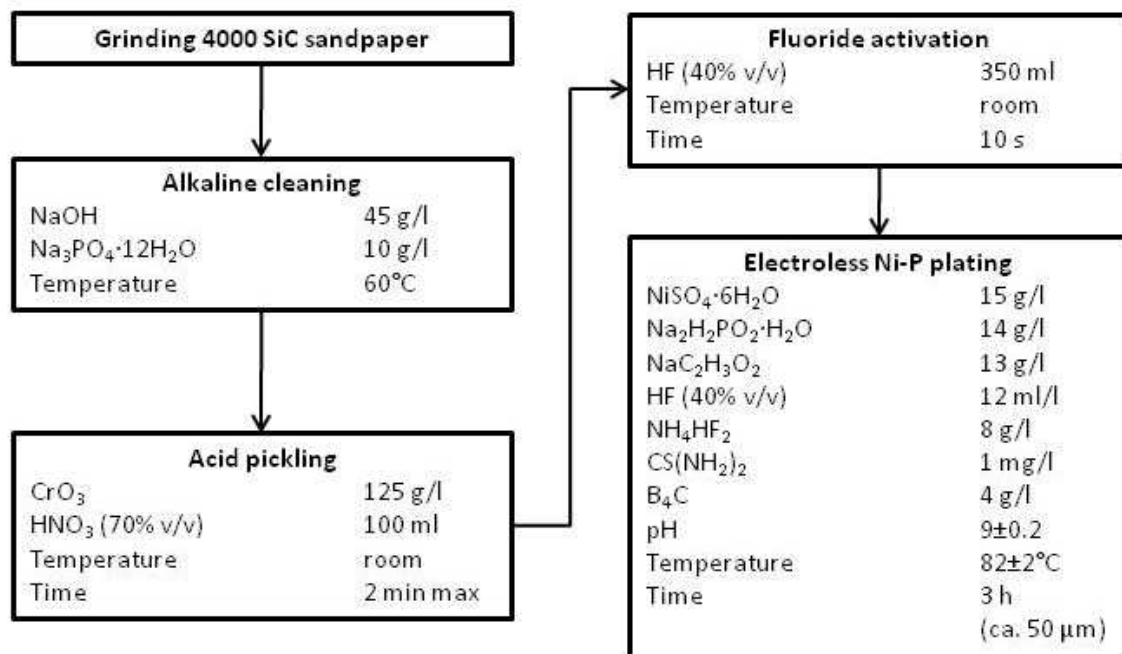 Grinding 4000 SiC sandpaper
Alkaline cleaning
NaOH 45 g/l
Na₃PO₄·12H₂O 10 g/l
Temperature 60°C
Acid pickling
CrO₃ 125 g/l
HNO₃ (70% v/v) 100 ml
Temperature room
Time 2 min max
Fluoride activation
HF (40% v/v) 350 ml
Temperature room
Time 10 s
Electroless Ni-P plating
NiSO₄·6H₂O 15 g/l
Na₂H₂PO₂·H₂O 14 g/l
NaC₂H₃O₂ 13 g/l
HF (40% v/v) 12 ml/l
NH₄HF₂ 8 g/l
CS(NH₂)₂ 1 mg/l
B₄C 4 g/l
pH 9±0.2
Temperature 82±2°C
Time 3 h
(ca. 50 μm)